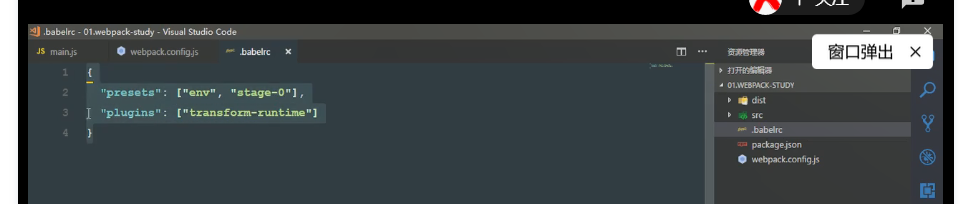 关注
.babelrc - 01.webpack-study - Visual Studio Code
JS main.js webpack.config.js .babelrc ×
资源管理器
窗口弹出 ×
打开的编辑器
01.WEBPACK-STUDY
dist
src
.babelrc
package.json
webpack.config.js
1 {
2 "presets": ["env", "stage-0"],
3 "plugins": ["transform-runtime"]
4 }